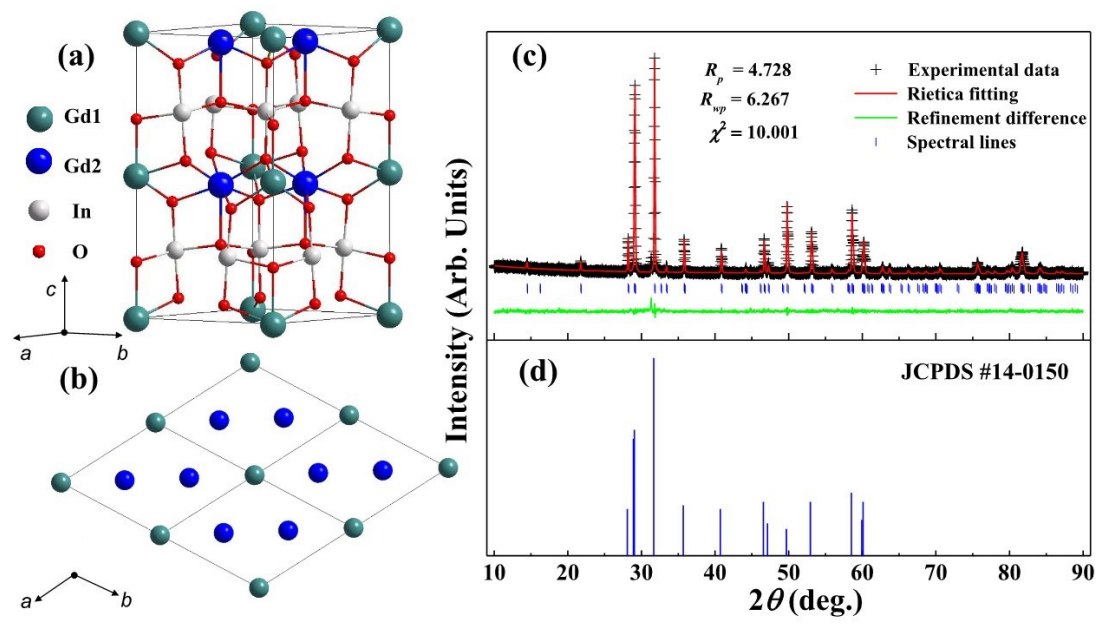 (a)
Gd1
Gd2
In
O
c
a
b
(b)
a
b
(c)
R_p = 4.728
R_wp = 6.267
χ² = 10.001
Experimental data
Rietica fitting
Refinement difference
Spectral lines
Intensity (Arb. Units)
(d)
JCPDS #14-0150
10 20 30 40 50 60 70 80 90
2θ (deg.)